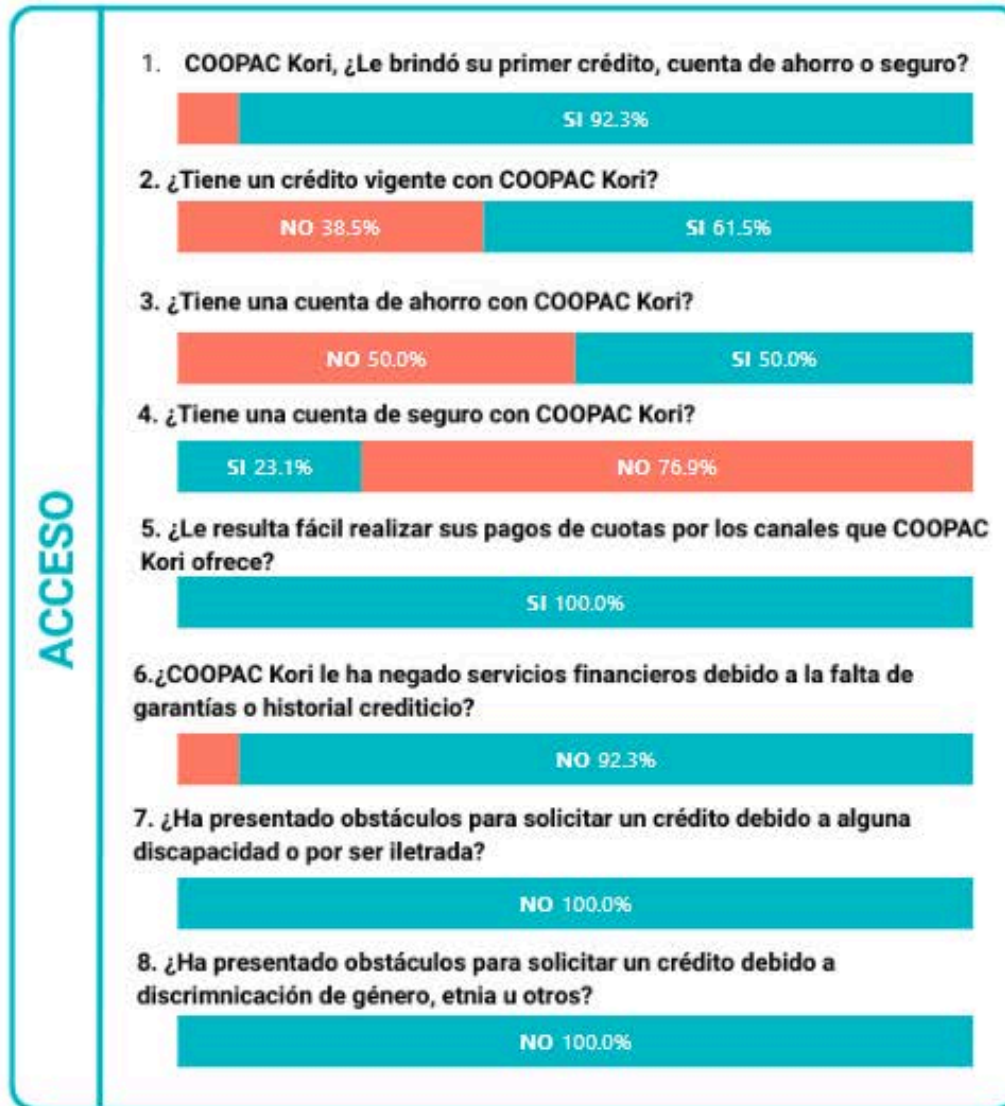 ACCESO
1. COOPAC Kori, ¿Le brindó su primer crédito, cuenta de ahorro o seguro?
SI 92.3%
2. ¿Tiene un crédito vigente con COOPAC Kori?
NO 38.5% SI 61.5%
3. ¿Tiene una cuenta de ahorro con COOPAC Kori?
NO 50.0% SI 50.0%
4. ¿Tiene una cuenta de seguro con COOPAC Kori?
SI 23.1% NO 76.9%
5. ¿Le resulta fácil realizar sus pagos de cuotas por los canales que COOPAC
Kori ofrece?
SI 100.0%
6.¿COOPAC Kori le ha negado servicios financieros debido a la falta de
garantías o historial crediticio?
NO 92.3%
7. ¿Ha presentado obstáculos para solicitar un crédito debido a alguna
discapacidad o por ser iletrada?
NO 100.0%
8. ¿Ha presentado obstáculos para solicitar un crédito debido a
discrimnicación de género, etnia u otros?
NO 100.0%